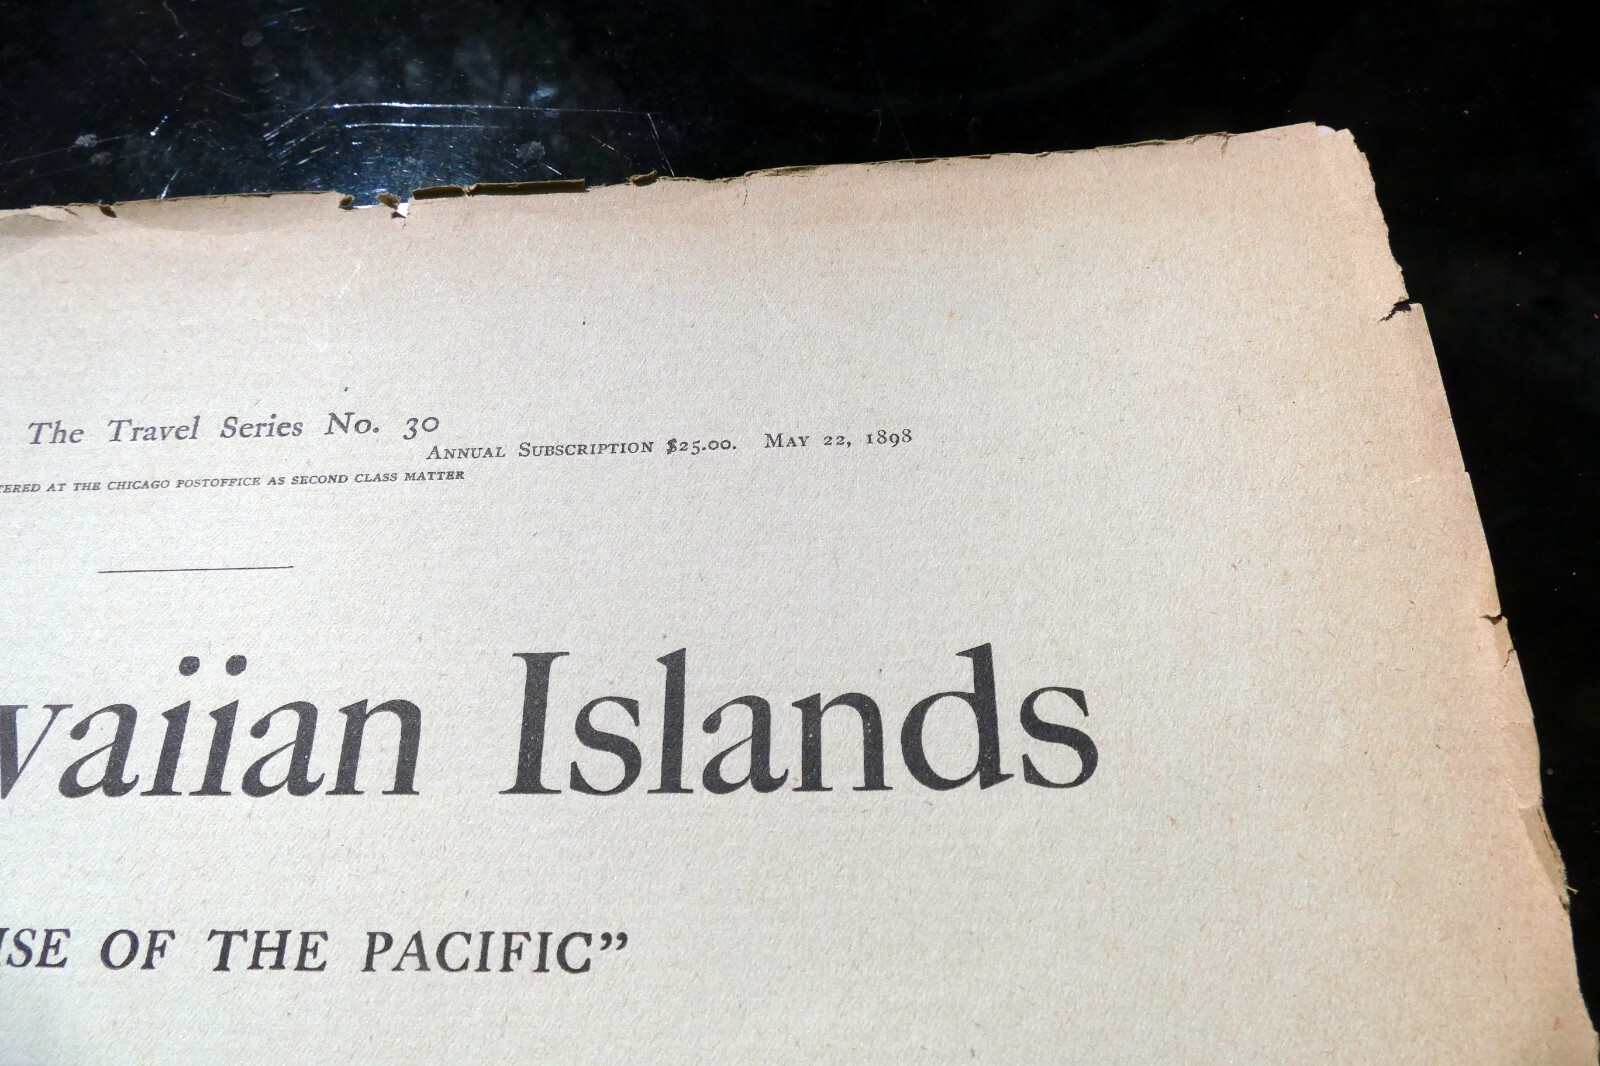 The Travel Series No. 30
Annual Subscription $25.00. May 22, 1898
TERED AT THE CHICAGO POSTOFFICE AS SECOND CLASS MATTER
vaiian Islands
ISE OF THE PACIFIC”